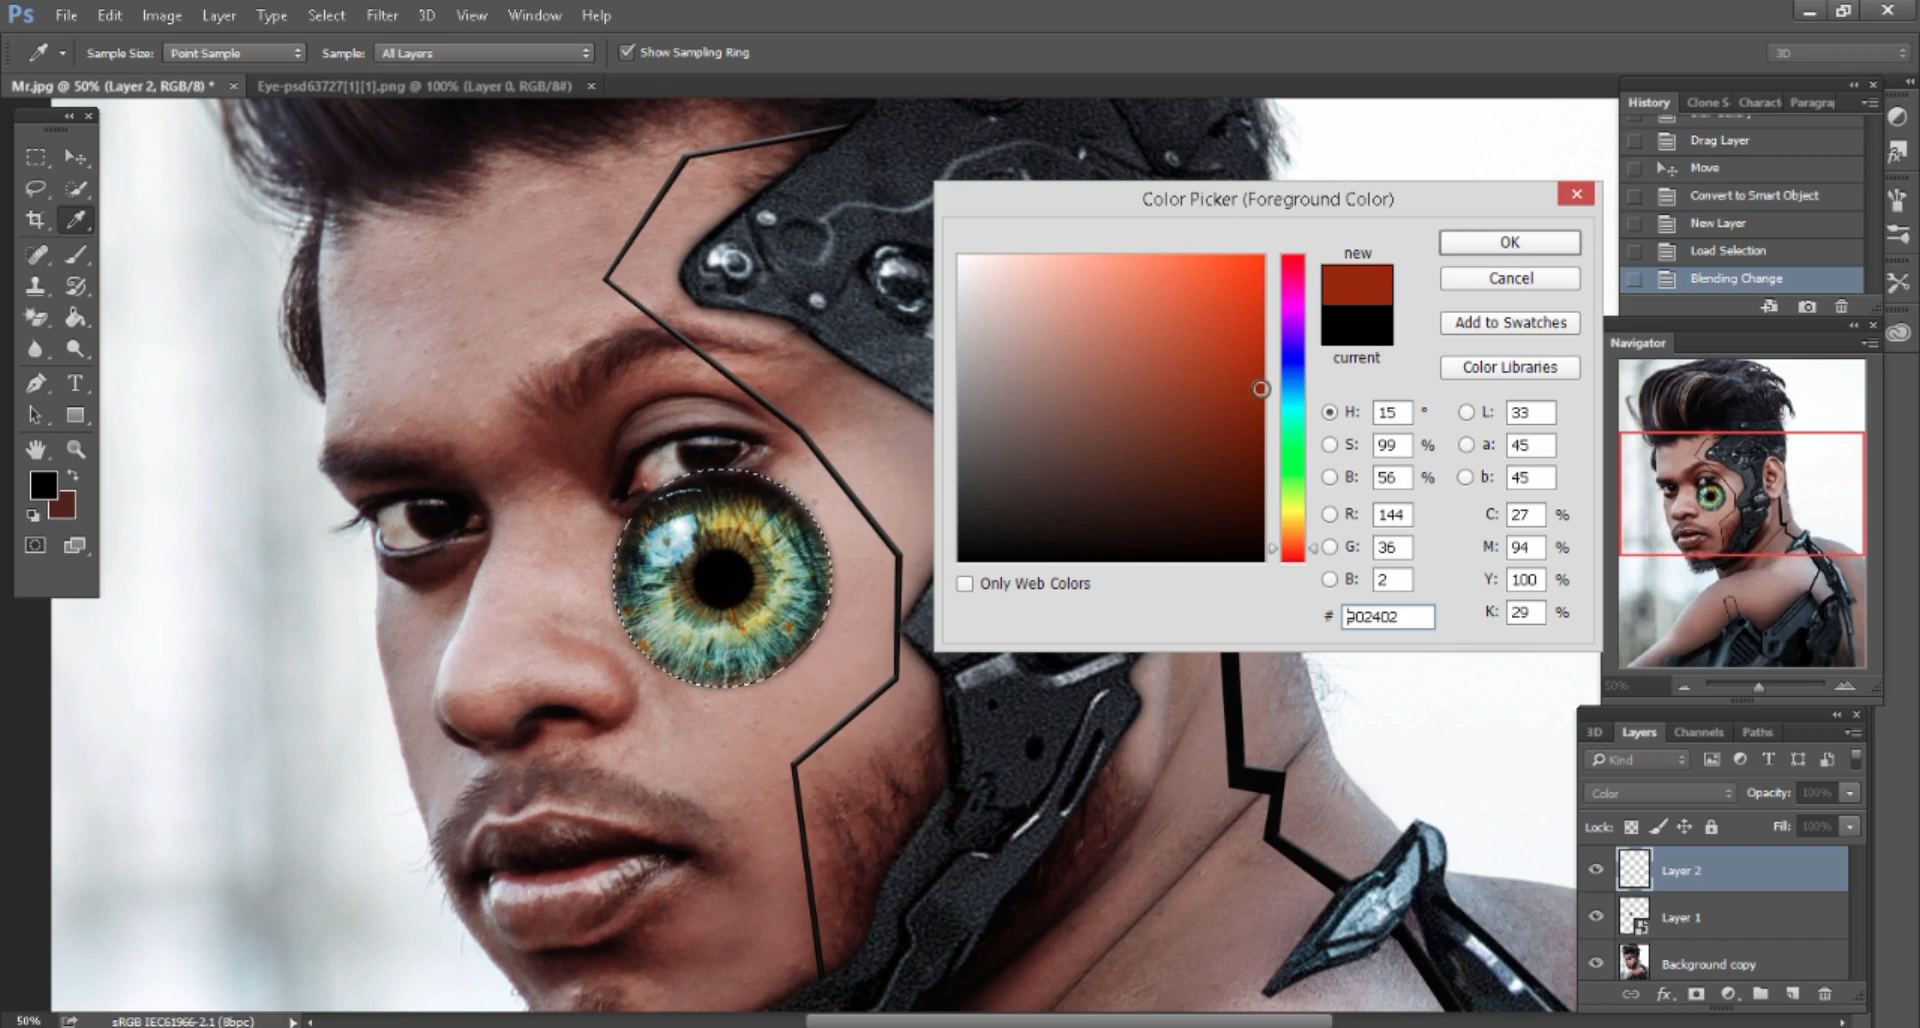 Ps File Edit Image Layer Type Select Filter 3D View Window Help
Sample Size: Point Sample Sample: All Layers Show Sampling Ring 3D
Mr.jpg @ 50% (Layer 2, RGB/8) * × Eye-psd63727[1][1].png @ 100% (Layer 0, RGB/8#) ×
History Clone S Charact Paragra
Drag Layer
Move
Convert to Smart Object
New Layer
Load Selection
Blending Change
Color Picker (Foreground Color)
new
current
OK
Cancel
Add to Swatches
Color Libraries
H: 15 ° L: 33
S: 99 % a: 45
B: 56 % b: 45
R: 144 C: 27 %
G: 36 M: 94 %
B: 2 Y: 100 %
# 902402 K: 29 %
Only Web Colors
Navigator
50%
3D Layers Channels Paths
Kind
Color Opacity: 100%
Lock: Fill: 100%
Layer 2
Layer 1
Background copy
fx
50% sRGB IEC61966-2.1 (8bpc)